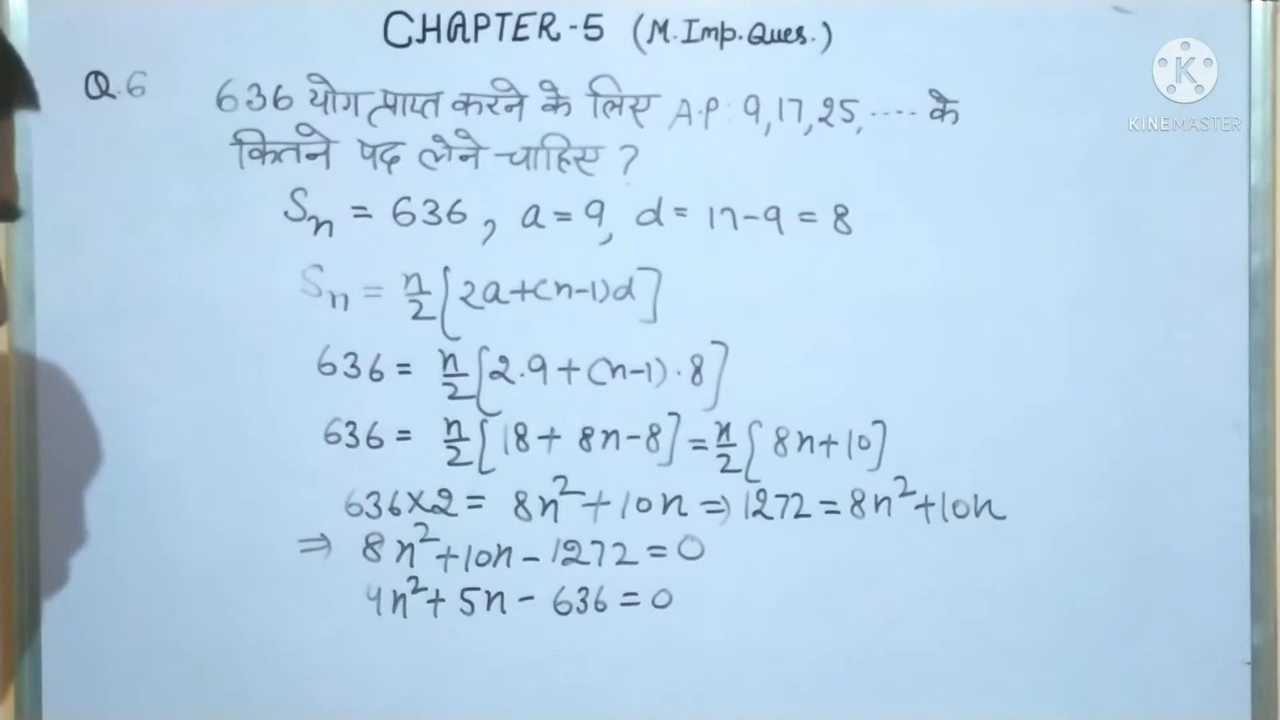 CHAPTER-5 (M.Imp.Ques.)
Q.6 636 योग प्राप्त करने के लिए A.P: 9,17,25,.... के
कितने पद लेने चाहिए ?
Sn = 636, a=9, d= 17-9 = 8
Sn = n/2[2a+(n-1)d]
636 = n/2[2.9+(n-1).8]
636 = n/2[18+ 8n-8] = n/2[8n+10]
636×2 = 8n²+10n ⇒ 1272 = 8n²+10n
⇒ 8n²+10n-1272=0
4n²+5n- 636=0
K
KINEMASTER